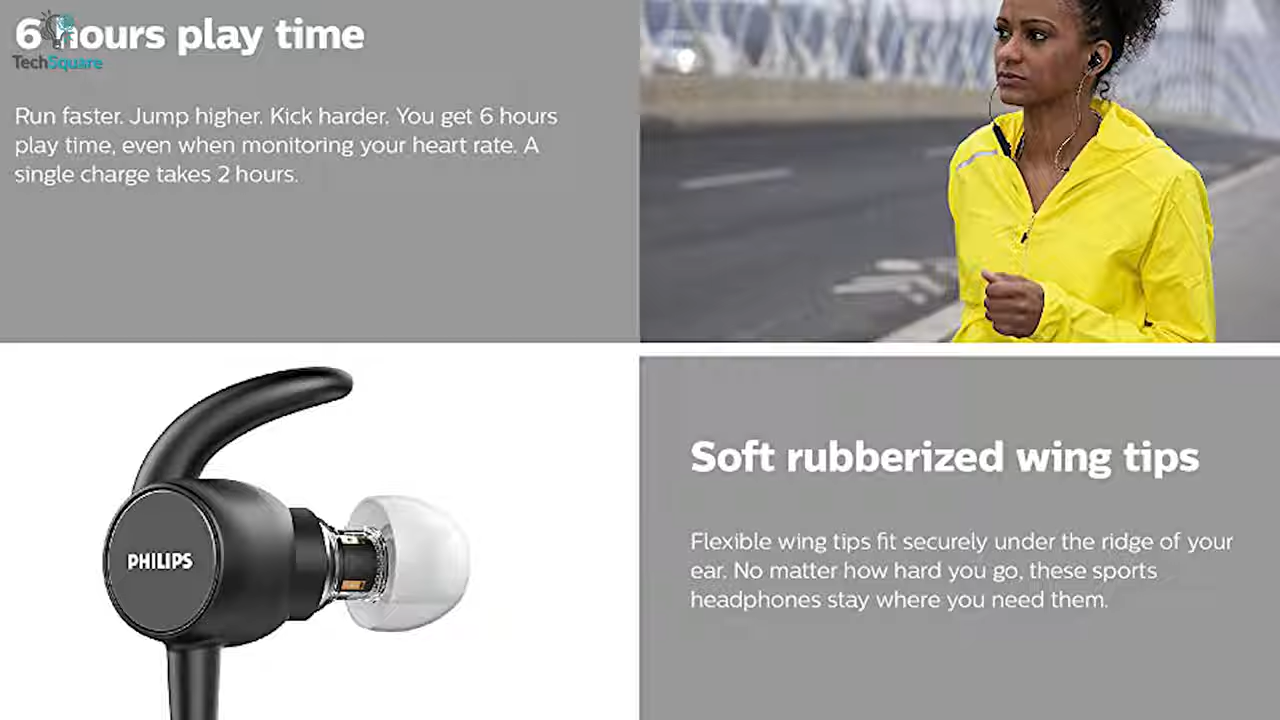 6 hours play time
TechSquare
Run faster. Jump higher. Kick harder. You get 6 hours
play time, even when monitoring your heart rate. A
single charge takes 2 hours.
PHILIPS
Soft rubberized wing tips
Flexible wing tips fit securely under the ridge of your
ear. No matter how hard you go, these sports
headphones stay where you need them.